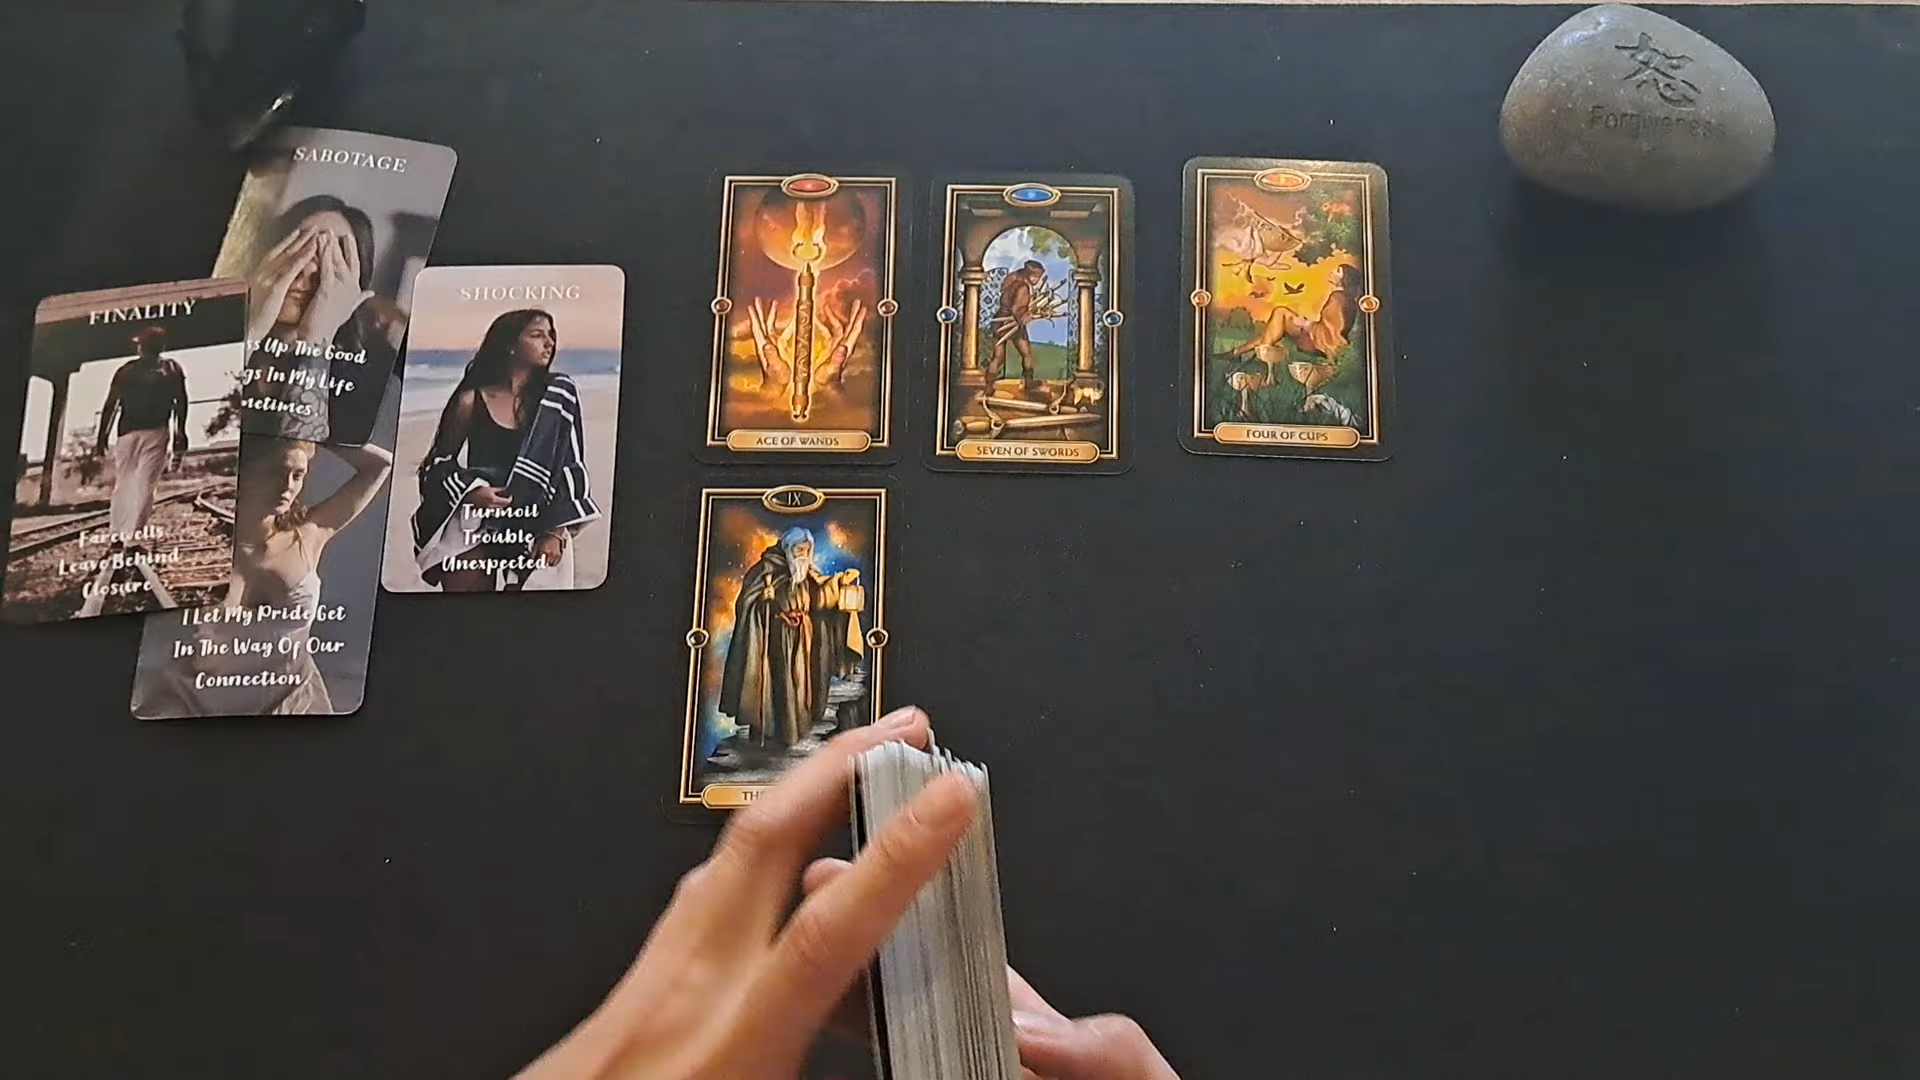 SABOTAGE
ss Up The Good
gs In My Life
metimes.
FINALITY
Farewells
Leave Behind
Closure
I Let My Pride Get
In The Way Of Our
Connection
SHOCKING
Turmoil
Trouble
Unexpected
ACE OF WANDS
SEVEN OF SWORDS
FOUR OF CUPS
IX
TH
Forgiveness